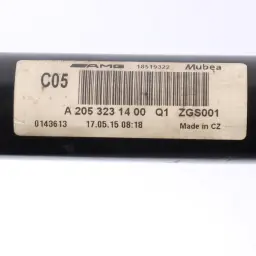 AMG 18519322 Mubea
C05
A 205 323 14 00 Q1 ZGS001
0143613 17.05.15 08:18 Made in CZ